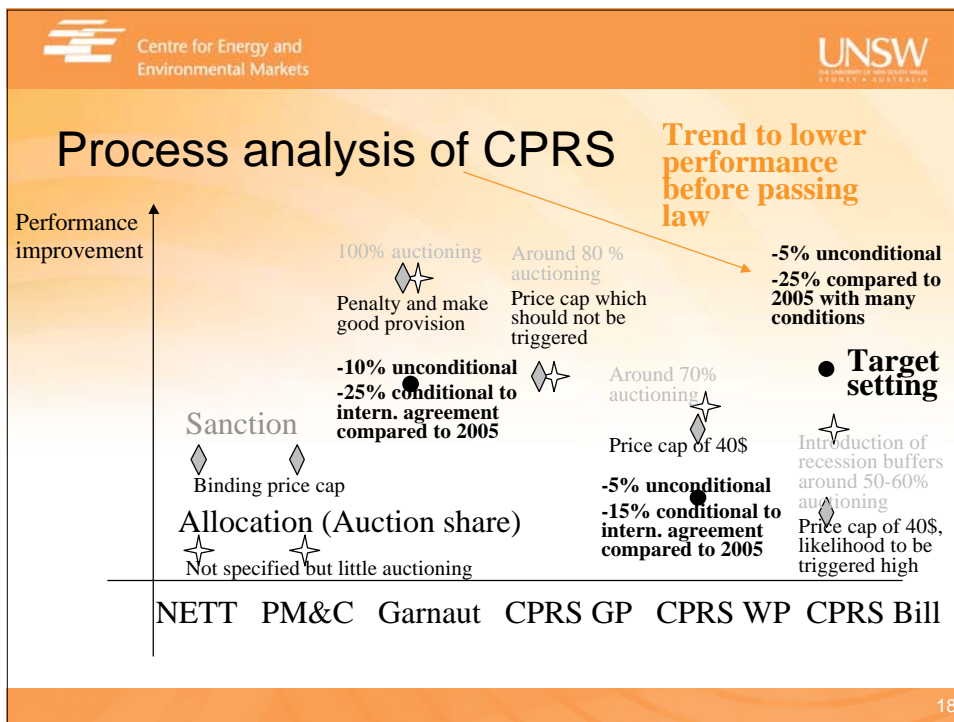 Centre for Energy and
Environmental Markets
UNSW
THE UNIVERSITY OF NEW SOUTH WALES
SYDNEY • AUSTRALIA
Process analysis of CPRS
Trend to lower
performance
before passing
law
Performance
improvement
100% auctioning
Penalty and make
good provision
-10% unconditional
-25% conditional to
intern. agreement
compared to 2005
Around 80 %
auctioning
Price cap which
should not be
triggered
-5% unconditional
-25% compared to
2005 with many
conditions
Target
setting
Around 70%
auctioning
Price cap of 40$
-5% unconditional
-15% conditional to
intern. agreement
compared to 2005
Introduction of
recession buffers
around 50-60%
auctioning
Price cap of 40$,
likelihood to be
triggered high
Sanction
Binding price cap
Allocation (Auction share)
Not specified but little auctioning
NETT PM&C Garnaut CPRS GP CPRS WP CPRS Bill
18